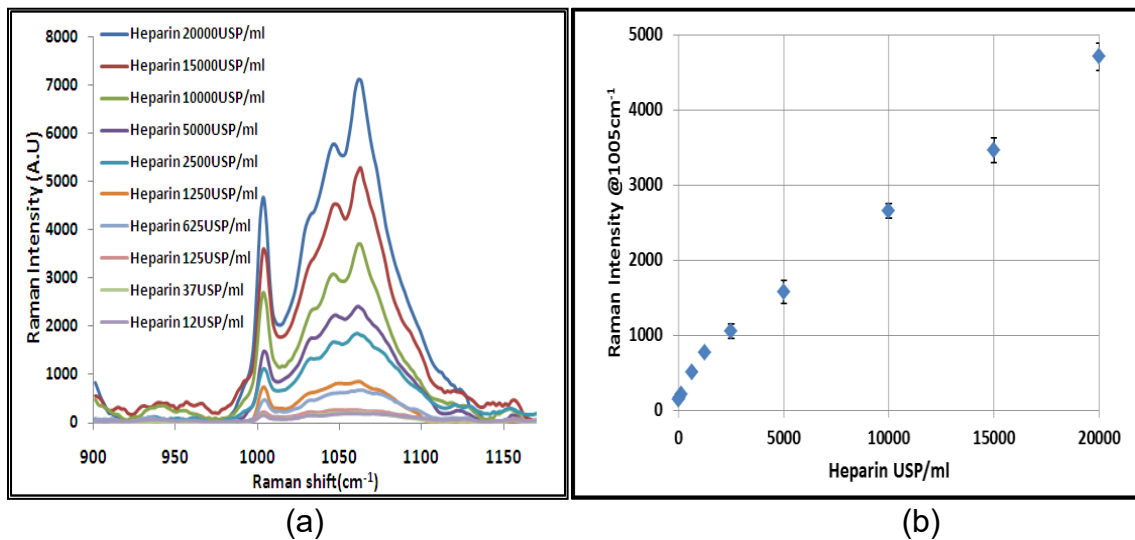 8000
7000
6000
5000
4000
3000
2000
1000
0
Raman Intensity (A.U)
Heparin 20000USP/ml
Heparin 15000USP/ml
Heparin 10000USP/ml
Heparin 5000USP/ml
Heparin 2500USP/ml
Heparin 1250USP/ml
Heparin 625USP/ml
Heparin 125USP/ml
Heparin 37USP/ml
Heparin 12USP/ml
900 950 1000 1050 1100 1150
Raman shift(cm⁻¹)
(a)
5000
4000
3000
2000
1000
0
Raman Intensity @1005cm⁻¹
0 5000 10000 15000 20000
Heparin USP/ml
(b)